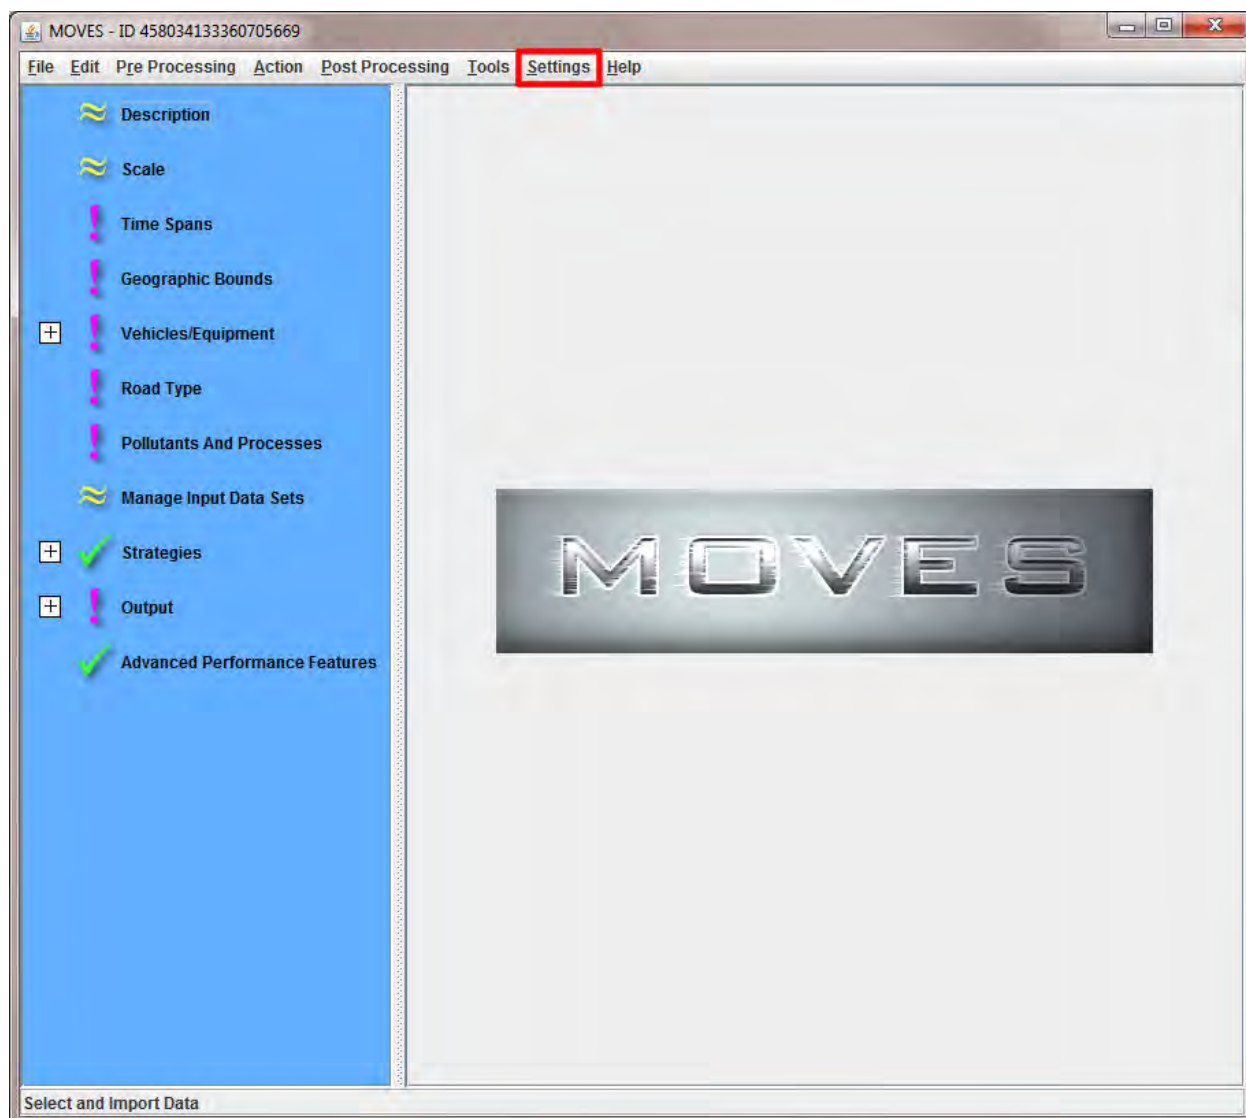 MOVES - ID 458034133360705669
File Edit Pre Processing Action Post Processing Tools Settings Help
Description
Scale
Time Spans
Geographic Bounds
Vehicles/Equipment
Road Type
Pollutants And Processes
Manage Input Data Sets
Strategies
Output
Advanced Performance Features
MOVES
Select and Import Data